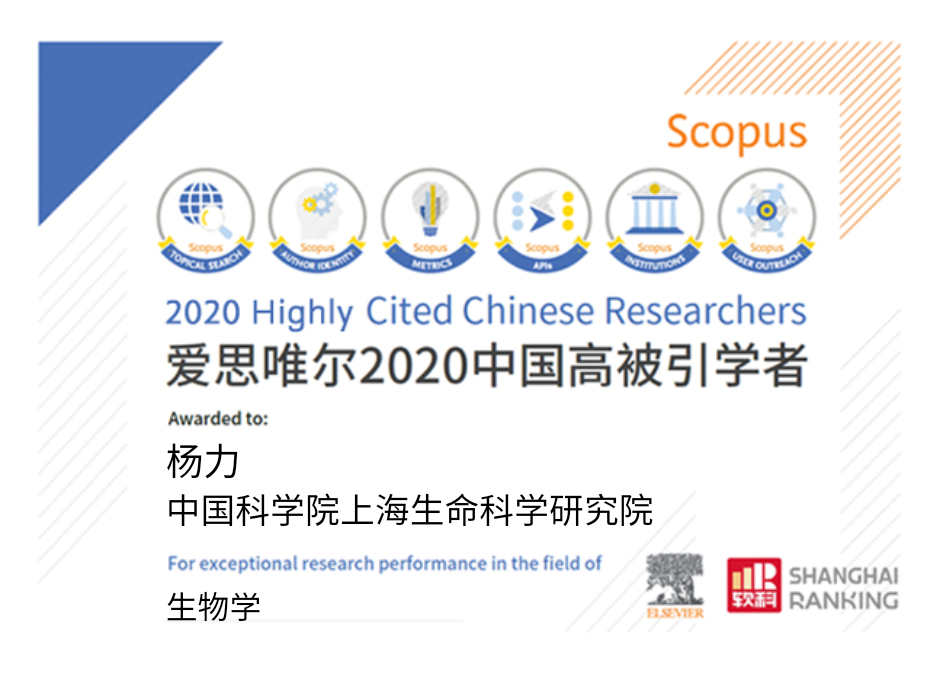 Scopus
Scopus Scopus Scopus Scopus Scopus Scopus
TOPICAL SEARCH AUTHOR IDENTITY METRICS APIs INSTITUTIONS USER OUTREACH
2020 Highly Cited Chinese Researchers
爱思唯尔2020中国高被引学者
Awarded to:
杨力
中国科学院上海生命科学研究院
For exceptional research performance in the field of
生物学
ELSEVIER
软科
SHANGHAI
RANKING